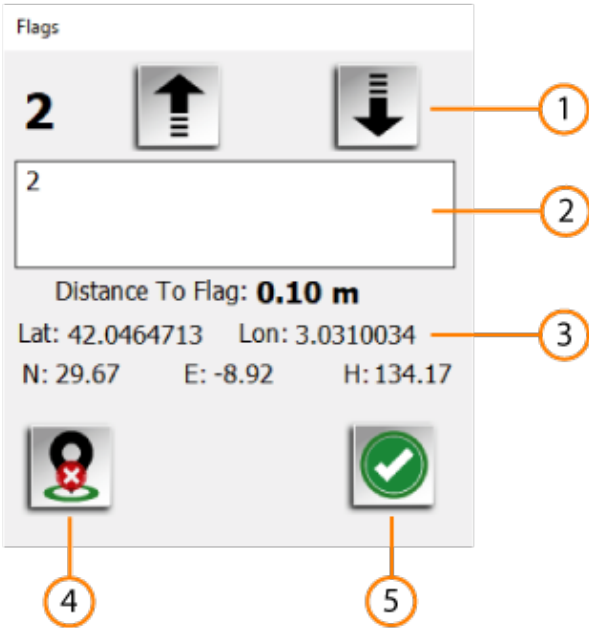 Flags
2
1
2
2
Distance To Flag: 0.10 m
Lat: 42.0464713 Lon: 3.0310034
3
N: 29.67 E: -8.92 H: 134.17
4 5